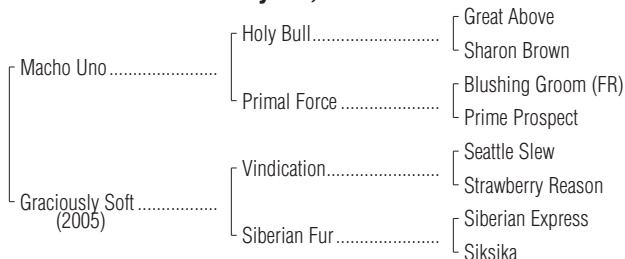 Great Above
Holy Bull
Sharon Brown
Macho Uno
Blushing Groom (FR)
Primal Force
Prime Prospect
Seattle Slew
Vindication
Strawberry Reason
Graciously Soft
(2005)
Siberian Express
Siberian Fur
Siksika